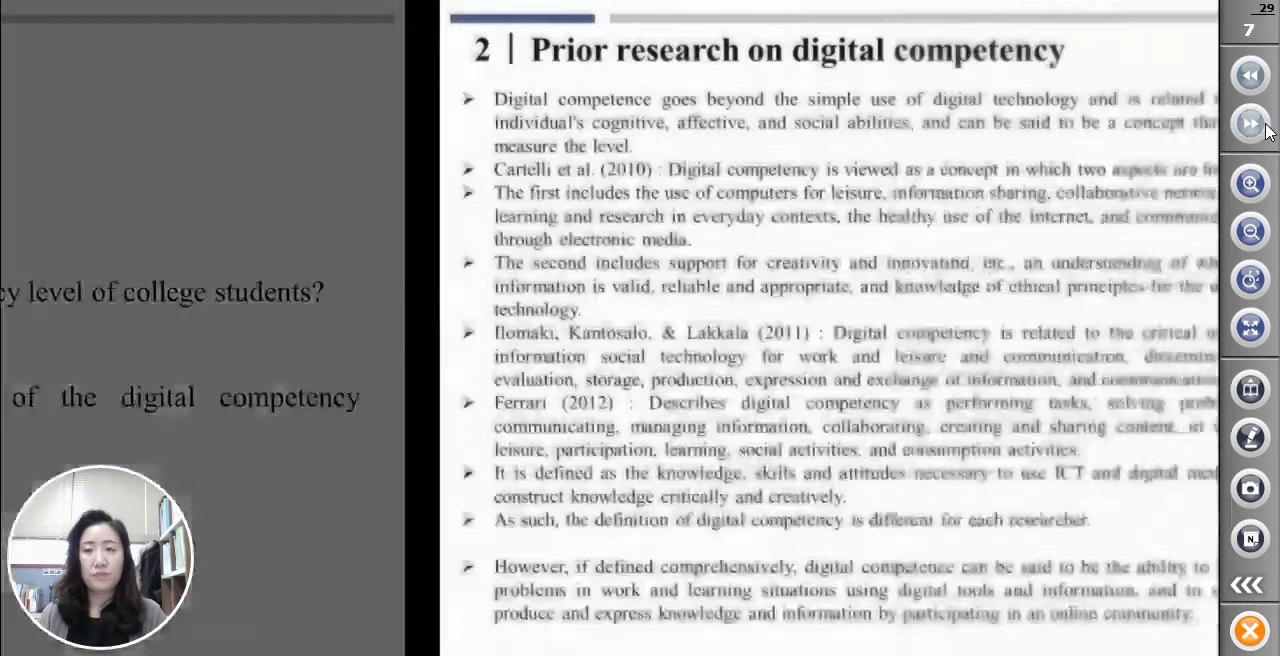 29
7
y level of college students?
of the digital competency
2 | Prior research on digital competency
➤ Digital competence goes beyond the simple use of digital technology and is related
individual's cognitive, affective, and social abilities, and can be said to be a concept
measure the level.
➤ Cartelli et al. (2010) : Digital competency is viewed as a concept in which two aspects are
➤ The first includes the use of computers for leisure, information sharing, collaborative
learning and research in everyday contexts, the healthy use of the internet, and
through electronic media.
➤ The second includes support for creativity and etc., an understanding of
information is valid, reliable and appropriate, and knowledge of ethical principles for the
technology.
➤ Ilomaki, Kantosalo, & Lakkala (2011) : Digital competency is related to the critical
information social technology for work and leisure and communication,
evaluation, storage, production, expression and exchange of information, and
➤ Ferrari (2012) : Describes digital competency as performing tasks, solving
communicating, managing information, collaborating, creating and sharing content
leisure, participation, learning, social activities, and consumption activities.
➤ It is defined as the knowledge, skills and attitudes necessary to use ICT and digital
construct knowledge critically and creatively.
➤ As such, the definition of digital competency is different for each researcher.
➤ However, if defined comprehensively, digital competence can be said to be the ability to
problems in work and learning situations using digital tools and information, and to
produce and express knowledge and information by participating in an online community.
N